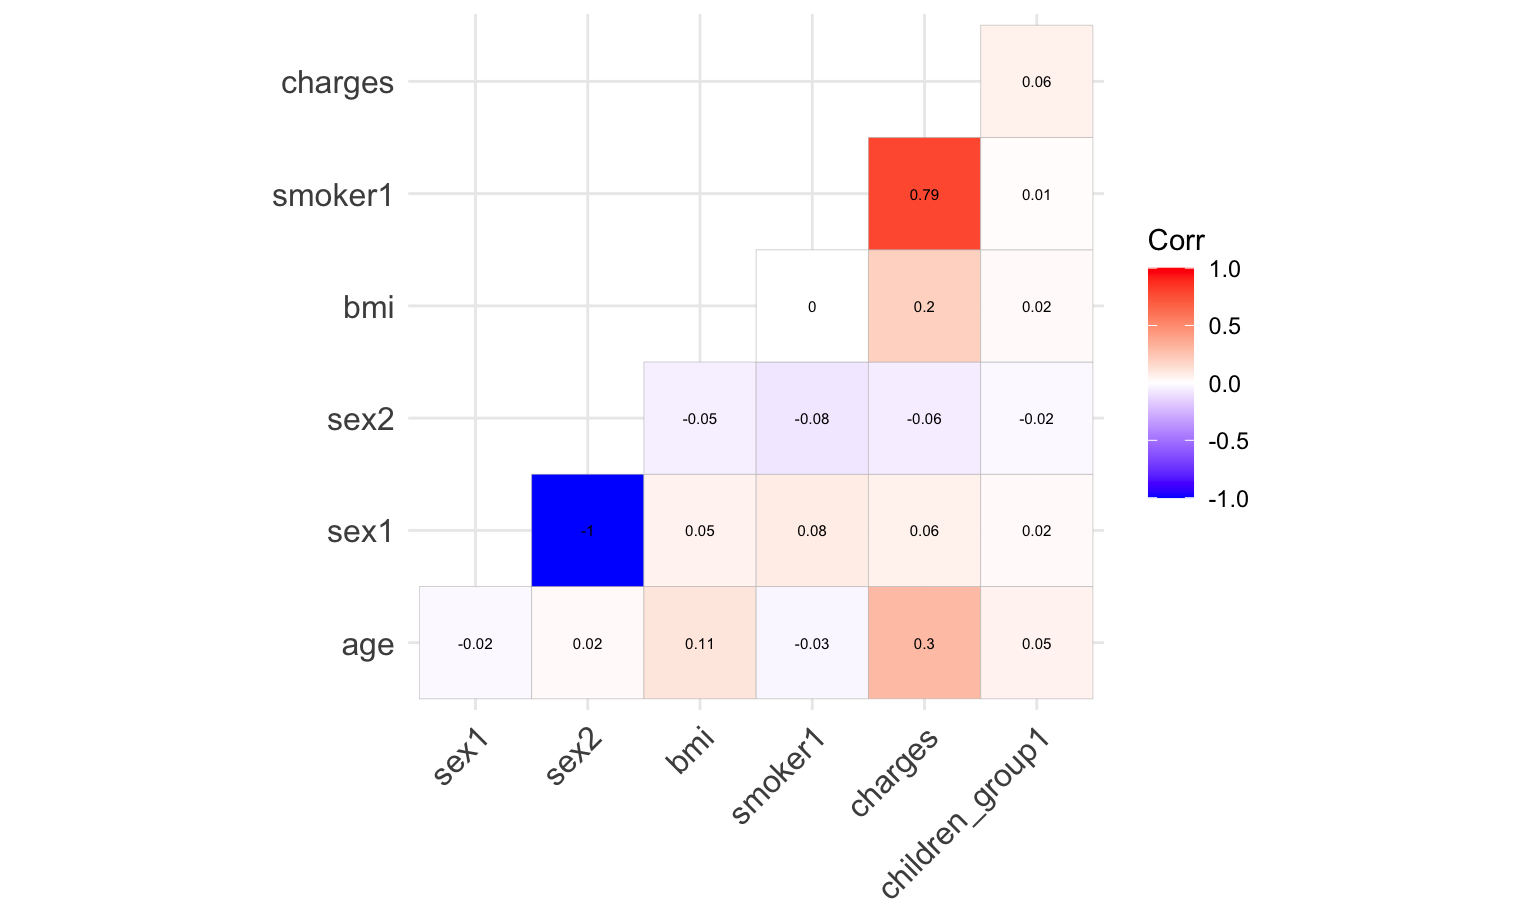 charges 0.06
smoker1 0.79 0.01
bmi 0 0.2 0.02
sex2 -0.05 -0.08 -0.06 -0.02
sex1 -1 0.05 0.08 0.06 0.02
age -0.02 0.02 0.11 -0.03 0.3 0.05
sex1 sex2 bmi smoker1 charges children_group1
Corr
1.0
0.5
0.0
-0.5
-1.0